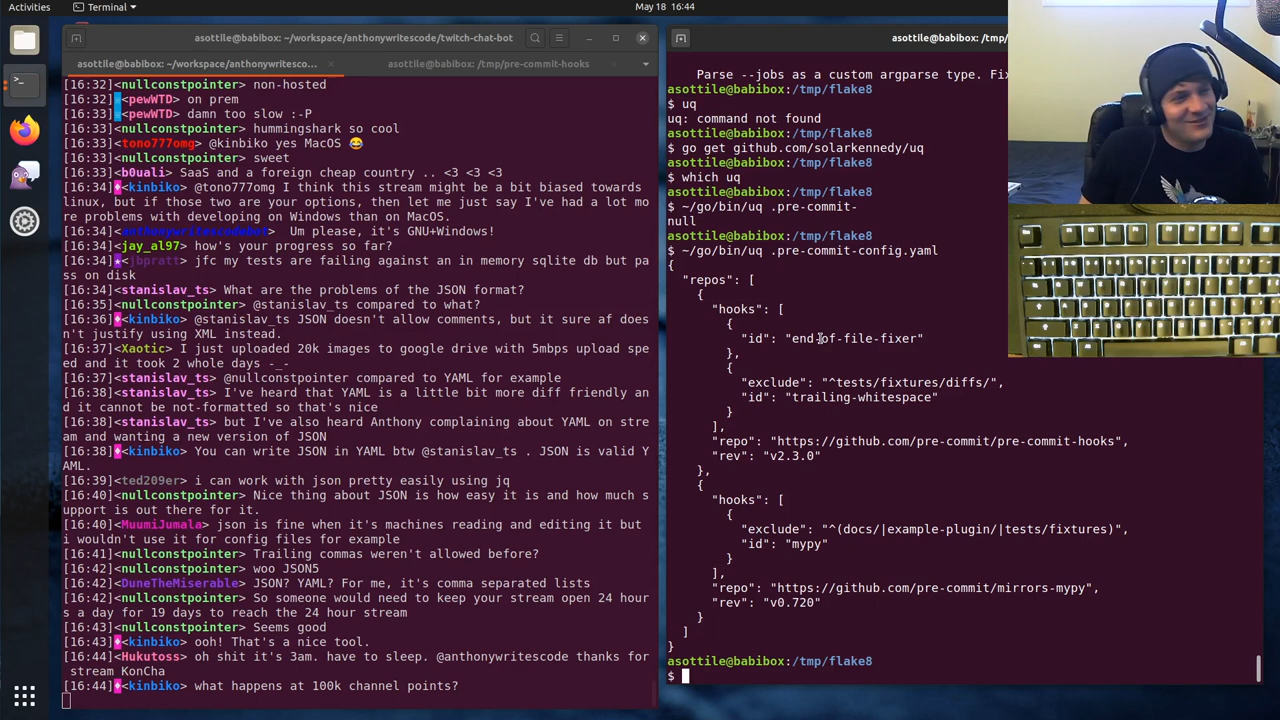 Activities
Terminal
May 18 16:44
asottile@babibox: ~/workspace/anthonywritescode/twitch-chat-bot
asottile@babibox: ~/workspace/anthonywritesco…
asottile@babibox: /tmp/pre-commit-hooks
[16:32]<nullconstpointer> non-hosted
[16:32] <pewWTD> on prem
[16:33] <pewWTD> damn too slow :-P
[16:33]<nullconstpointer> hummingshark so cool
[16:33]<tono777omg> @kinbiko yes MacOS 😂
[16:33]<nullconstpointer> sweet
[16:33]<b0uali> SaaS and a foreign cheap country .. <3 <3 <3
[16:34] <kinbiko> @tono777omg I think this stream might be a bit biased towards
linux, but if those two are your options, then let me just say I've had a lot mo
re problems with developing on Windows than on MacOS.
[16:34]<anthonywritescodebot>  Um please, it's GNU+Windows!
[16:34]<jay_al97> how's your progress so far?
[16:34]★<jbpratt> jfc my tests are failing against an in memory sqlite db but pa
ss on disk
[16:34]<stanislav_ts> What are the problems of the JSON format?
[16:35]<nullconstpointer> @stanislav_ts compared to what?
[16:36] <kinbiko> @stanislav_ts JSON doesn't allow comments, but it sure af does
n't justify using XML instead.
[16:37]<Xaotic> I just uploaded 20k images to google drive with 5mbps upload spe
ed and it took 2 whole days -_-
[16:37]<stanislav_ts> @nullconstpointer compared to YAML for example
[16:38]<stanislav_ts> I've heard that YAML is a little bit more diff friendly an
d it cannot be not-formatted so that's nice
[16:38]<stanislav_ts> but I've also heard Anthony complaining about YAML on stre
am and wanting a new version of JSON
[16:38] <kinbiko> You can write JSON in YAML btw @stanislav_ts . JSON is valid Y
AML.
[16:39]<ted209er> i can work with json pretty easily using jq
[16:40]<nullconstpointer> Nice thing about JSON is how easy it is and how much s
upport is out there for it.
[16:40]<MuumiJumala> json is fine when it's machines reading and editing it but
i wouldn't use it for config files for example
[16:41]<nullconstpointer> Trailing commas weren't allowed before?
[16:42]<nullconstpointer> woo JSON5
[16:42]<DuneTheMiserable> JSON? YAML? For me, it's comma separated lists
[16:42]<nullconstpointer> So someone would need to keep your stream open 24 hour
s a day for 19 days to reach the 24 hour stream
[16:43]<nullconstpointer> Seems good
[16:43] <kinbiko> ooh! That's a nice tool.
[16:44]<Hukutoss> oh shit it's 3am. have to sleep. @anthonywritescode thanks for
 stream KonCha
[16:44] <kinbiko> what happens at 100k channel points?
asottile@babibox: /tmp/
Parse --jobs as a custom argparse type. Fix
asottile@babibox:/tmp/flake8
$ uq
uq: command not found
asottile@babibox:/tmp/flake8
$ go get github.com/solarkennedy/uq
asottile@babibox:/tmp/flake8
$ which uq
asottile@babibox:/tmp/flake8
$ ~/go/bin/uq .pre-commit-
null
asottile@babibox:/tmp/flake8
$ ~/go/bin/uq .pre-commit-config.yaml
{
"repos": [
{
"hooks": [
{
"id": "end-of-file-fixer"
},
{
"exclude": "^tests/fixtures/diffs/",
"id": "trailing-whitespace"
}
],
"repo": "https://github.com/pre-commit/pre-commit-hooks",
"rev": "v2.3.0"
},
{
"hooks": [
{
"exclude": "^(docs/|example-plugin/|tests/fixtures)",
"id": "mypy"
}
],
"repo": "https://github.com/pre-commit/mirrors-mypy",
"rev": "v0.720"
}
]
}
asottile@babibox:/tmp/flake8
$